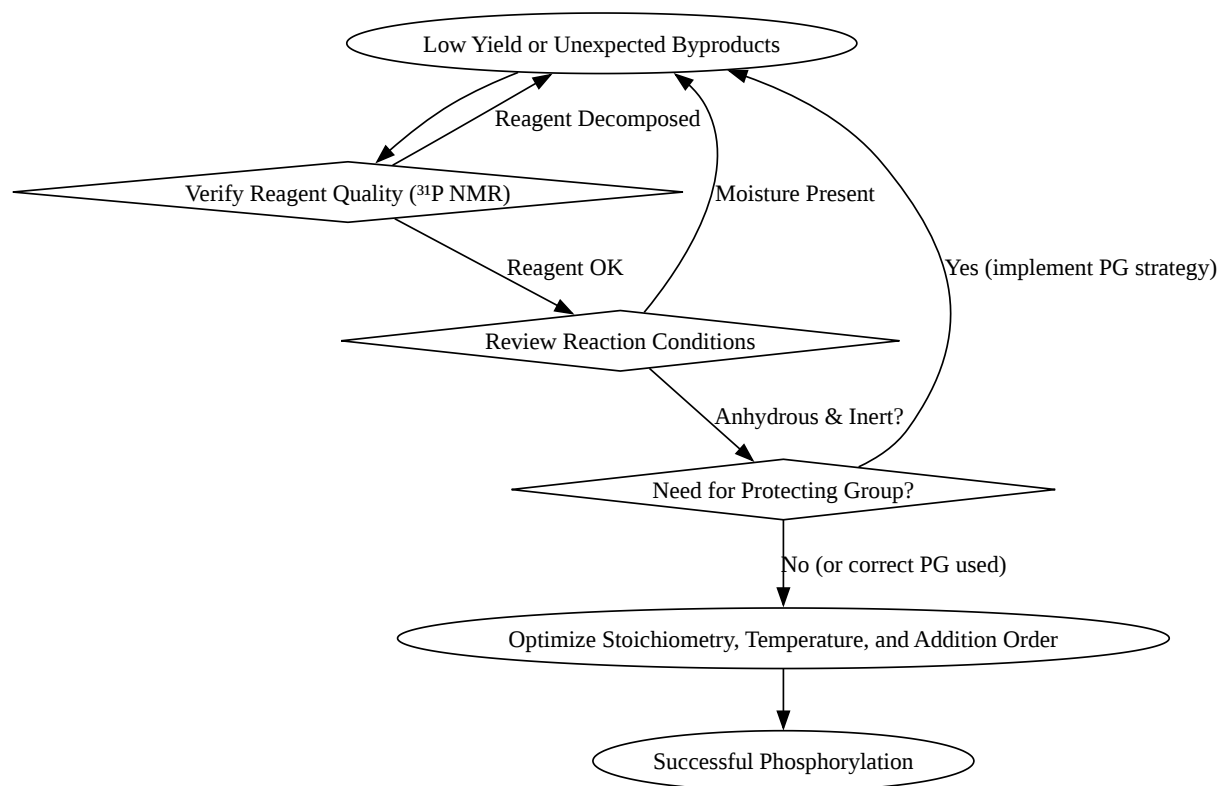 Low Yield or Unexpected Byproducts
Reagent Decomposed
Verify Reagent Quality (³¹P NMR)
Moisture Present
Reagent OK
Yes (implement PG strategy)
Review Reaction Conditions
Anhydrous & Inert?
Need for Protecting Group?
No (or correct PG used)
Optimize Stoichiometry, Temperature, and Addition Order
Successful Phosphorylation